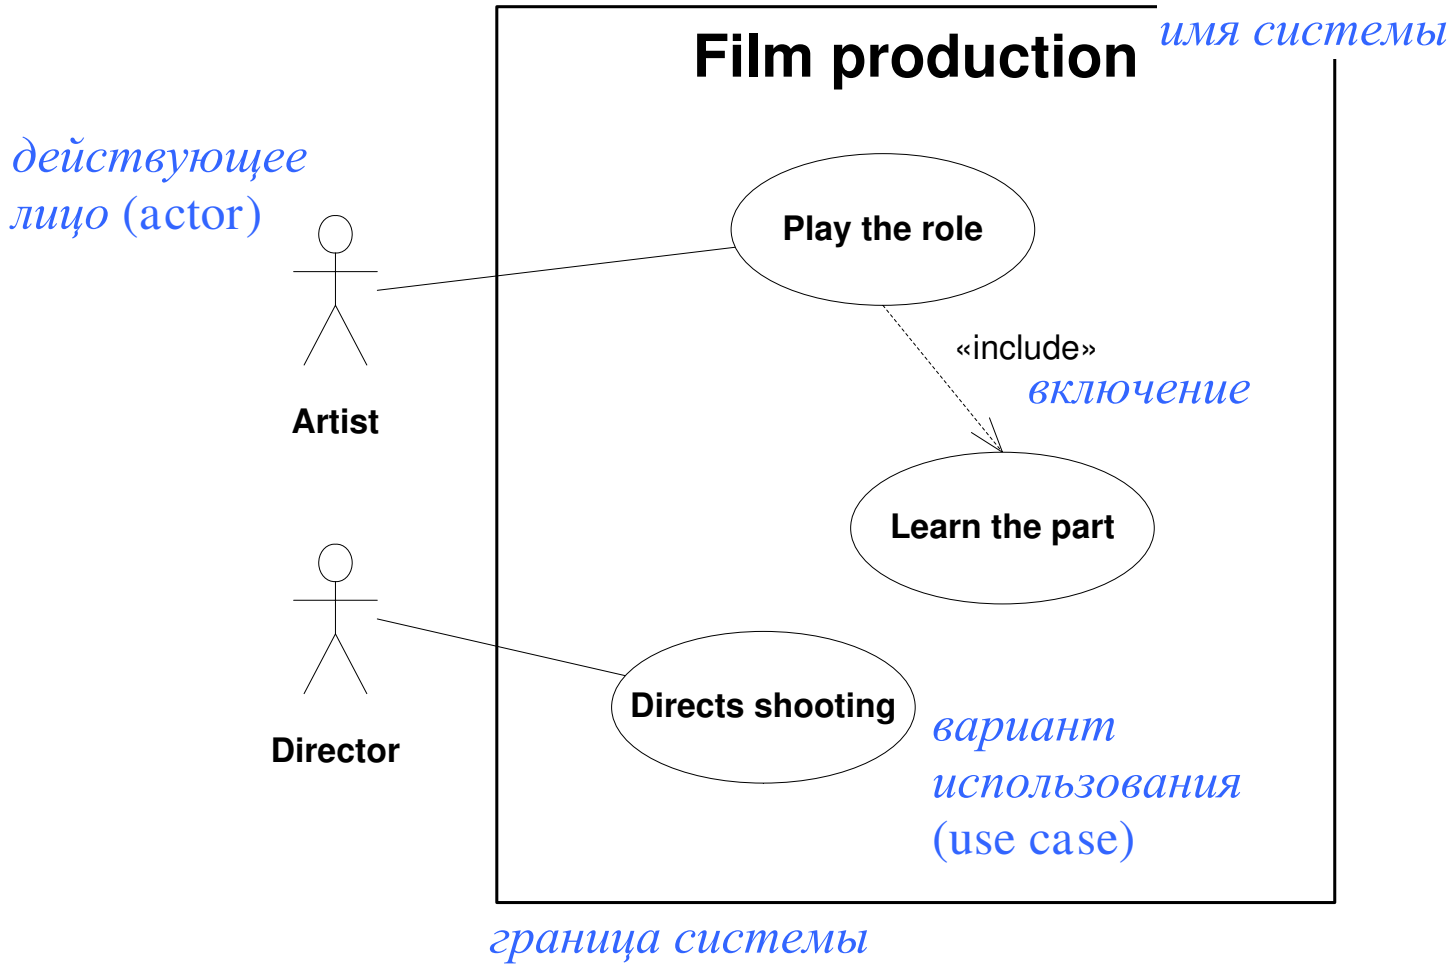 имя системы
Film production
действующее
лицо (actor)
Play the role
«include»
включение
Artist
Learn the part
Directs shooting
вариант
использования
(use case)
Director
граница системы